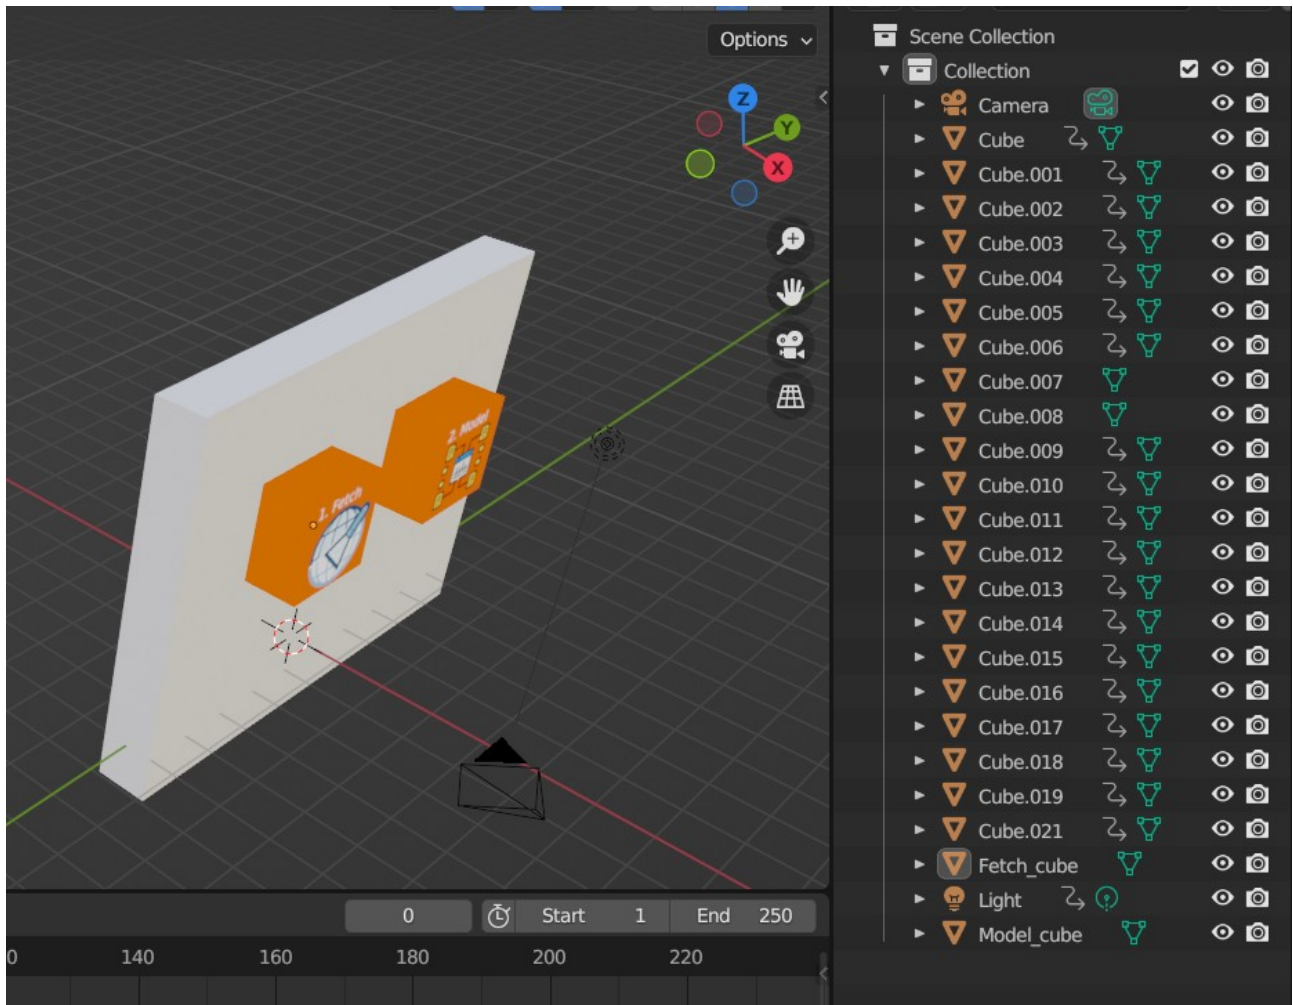 Options
Z
Y
X
2. Model
1. Fetch
0
Start 1
End 250
0 140 160 180 200 220
Scene Collection
Collection
Camera
Cube
Cube.001
Cube.002
Cube.003
Cube.004
Cube.005
Cube.006
Cube.007
Cube.008
Cube.009
Cube.010
Cube.011
Cube.012
Cube.013
Cube.014
Cube.015
Cube.016
Cube.017
Cube.018
Cube.019
Cube.021
Fetch_cube
Light
Model_cube